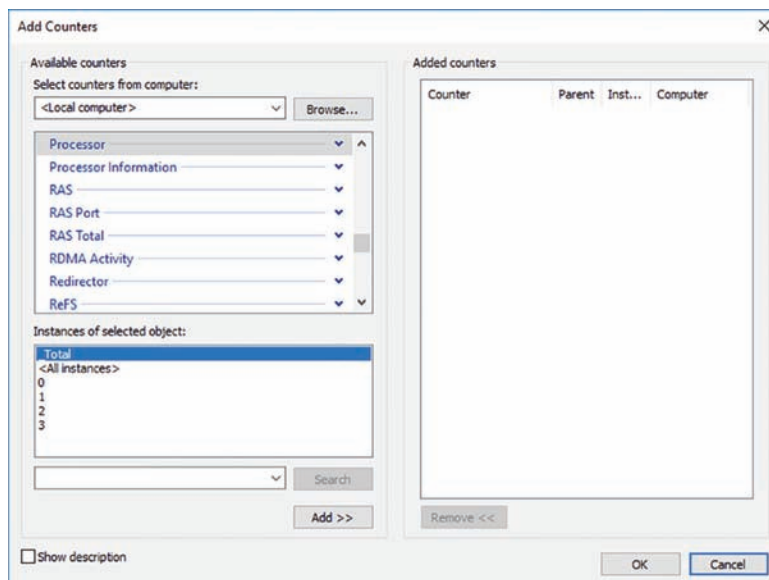 Add Counters
Available counters
Select counters from computer:
<Local computer>
Browse...
Processor
Processor Information
RAS
RAS Port
RAS Total
RDMA Activity
Redirector
ReFS
Instances of selected object:
_Total
<All instances>
0
1
2
3
Search
Add >>
Show description
Added counters
Counter Parent Inst... Computer
Remove <<
OK Cancel